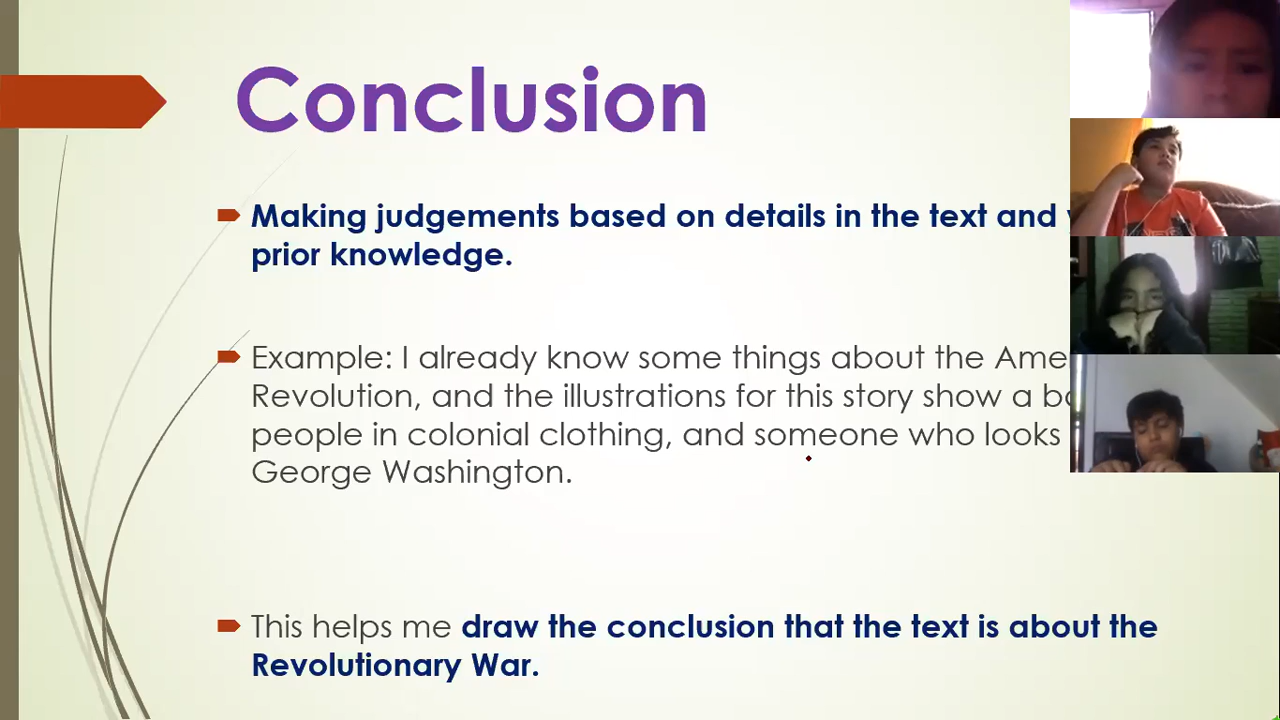 Conclusion
Making judgements based on details in the text and
prior knowledge.
Example: I already know some things about the
Revolution, and the illustrations for this story show a
people in colonial clothing, and someone who looks
George Washington.
This helps me draw the conclusion that the text is about the
Revolutionary War.